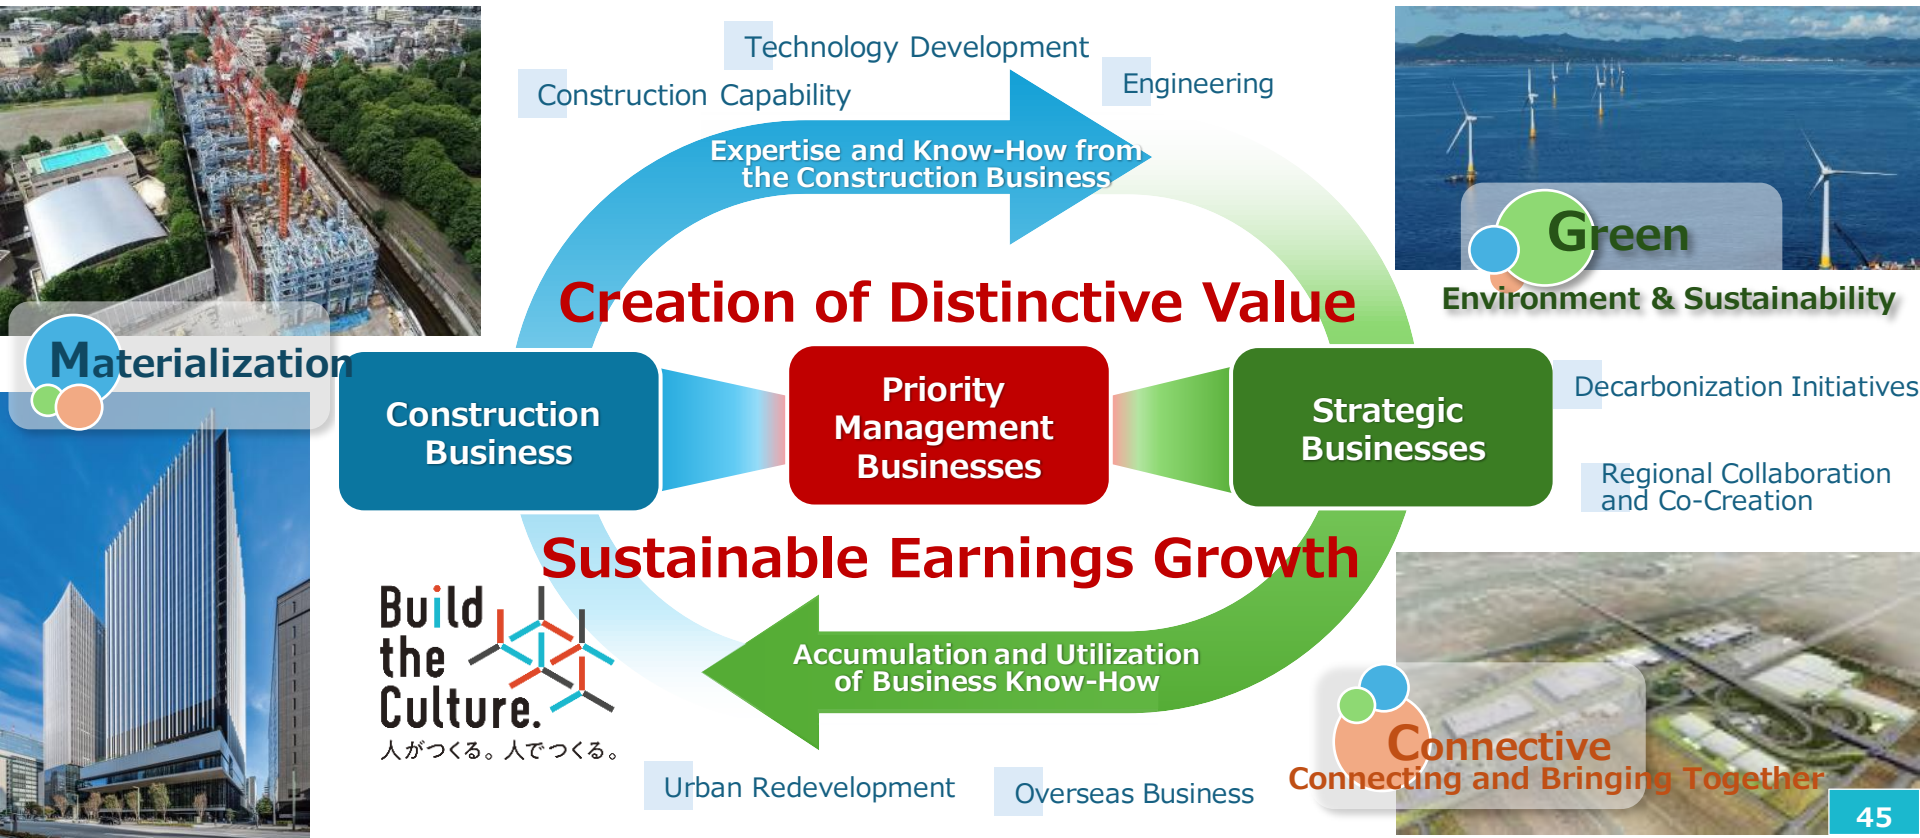 Technology Development
Construction Capability
Engineering
Expertise and Know-How from
the Construction Business
Green
Environment & Sustainability
Creation of Distinctive Value
Materialization
Construction
Business
Priority
Management
Businesses
Strategic
Businesses
Decarbonization Initiatives
Regional Collaboration
and Co-Creation
Sustainable Earnings Growth
Build
the
Culture.
人がつくる。人でつくる。
Accumulation and Utilization
of Business Know-How
Connective
Connecting and Bringing Together
Urban Redevelopment
Overseas Business
45